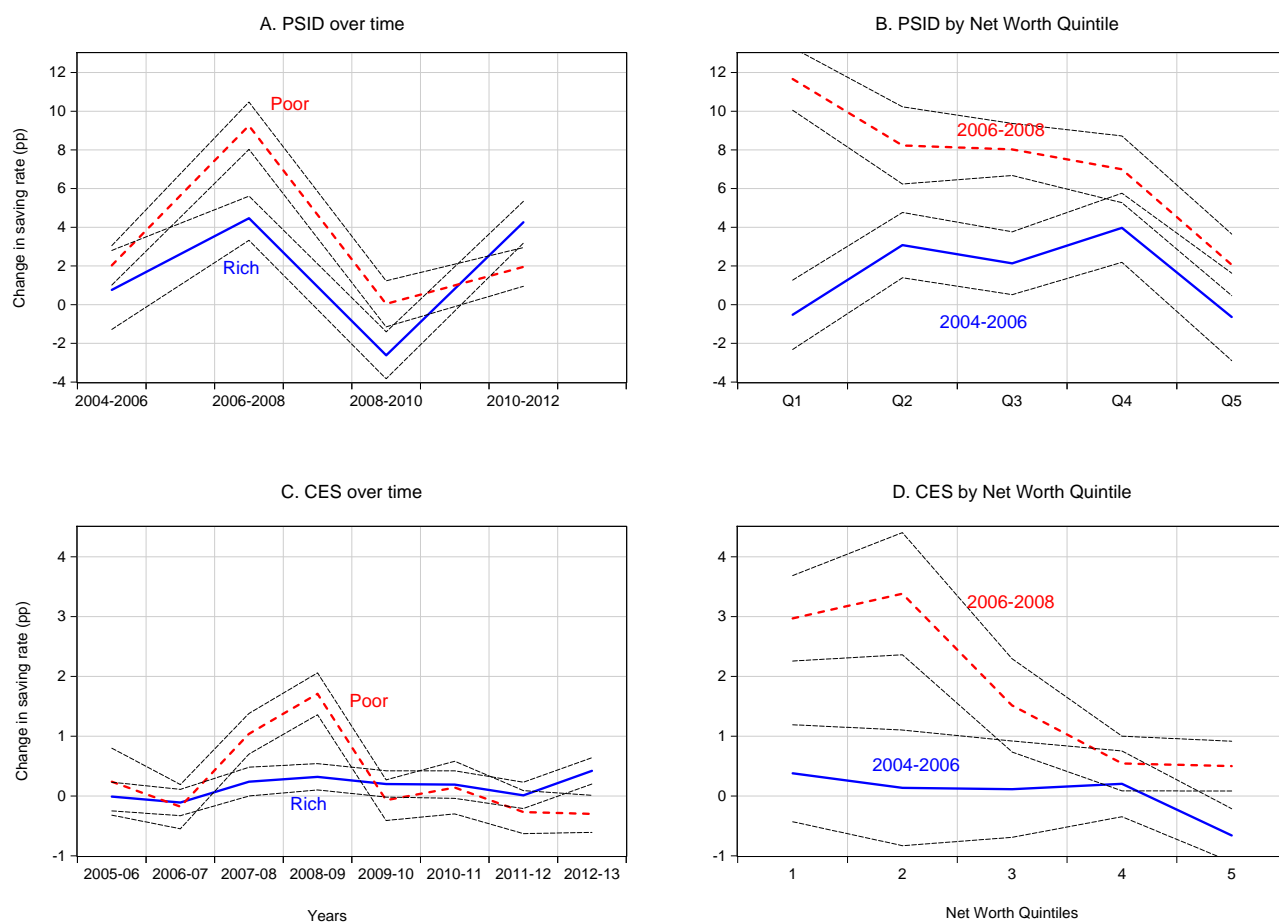 A. PSID over time
Change in saving rate (pp)
12
10
8
6
4
2
0
-2
-4
Poor
Rich
2004-2006 2006-2008 2008-2010 2010-2012
B. PSID by Net Worth Quintile
12
10
8
6
4
2
0
-2
-4
2006-2008
2004-2006
Q1 Q2 Q3 Q4 Q5
C. CES over time
Change in saving rate (pp)
4
3
2
1
0
-1
Poor
Rich
2005-06 2006-07 2007-08 2008-09 2009-10 2010-11 2011-12 2012-13
Years
D. CES by Net Worth Quintile
4
3
2
1
0
-1
2006-2008
2004-2006
1 2 3 4 5
Net Worth Quintiles